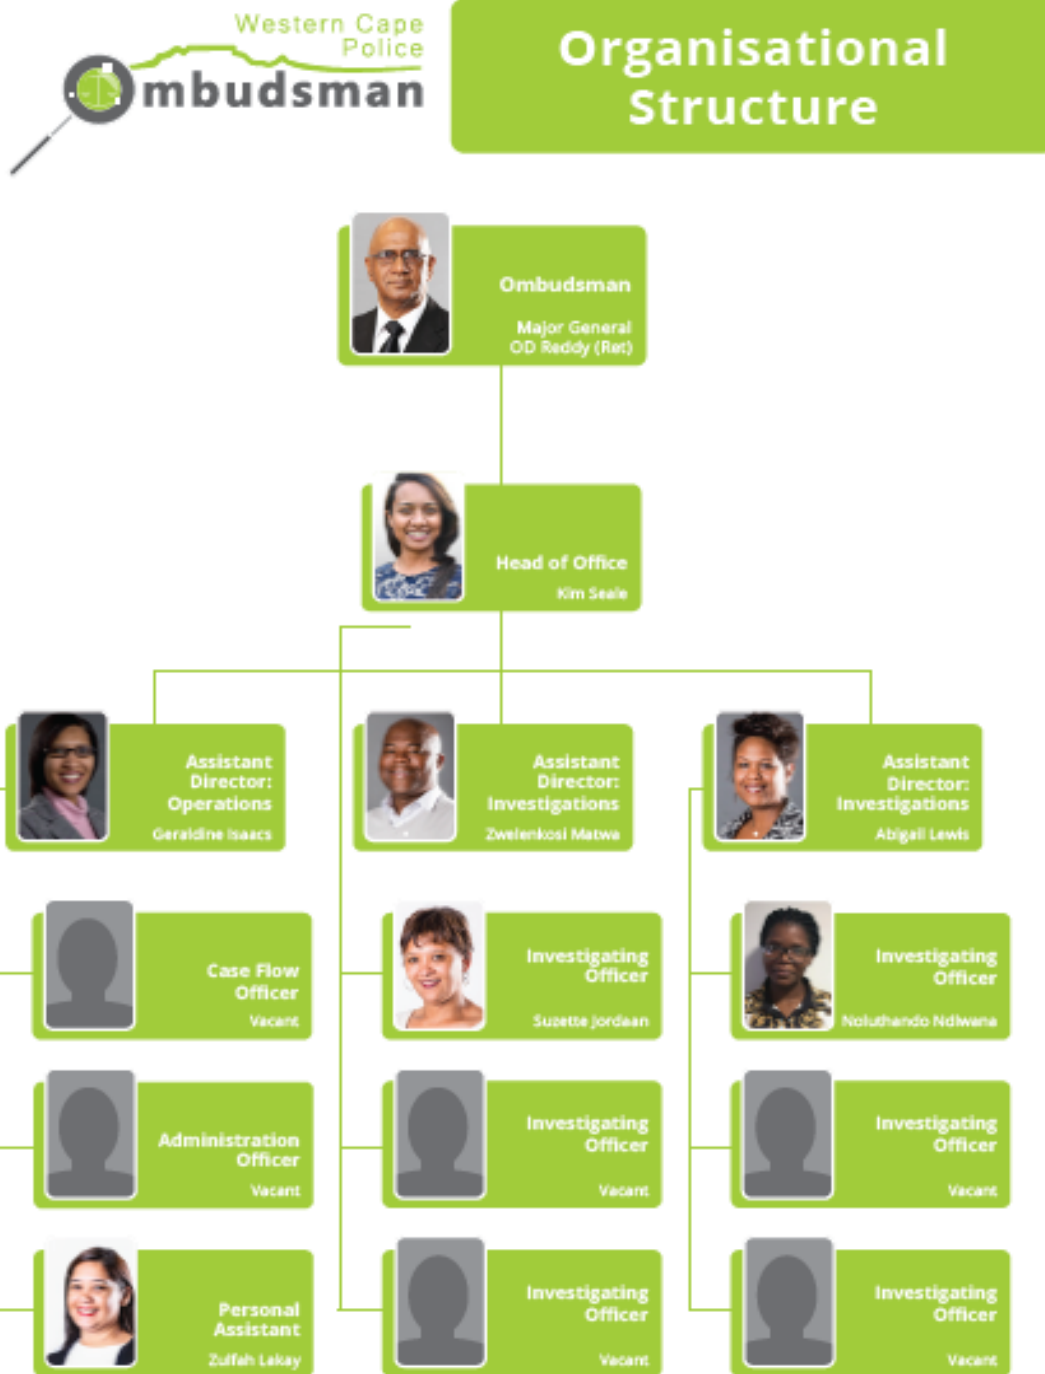 Western Cape
Police
Ombudsman
Organisational
Structure
Ombudsman
Major General
OD Reddy (Ret)
Head of Office
Kim Seale
Assistant
Director:
Operations
Geraldine Isaacs
Assistant
Director:
Investigations
Zwelenkosi Matwa
Assistant
Director:
Investigations
Abigail Lewis
Case Flow
Officer
Vacant
Investigating
Officer
Suzette Jordaan
Investigating
Officer
Noluthando Ndlwana
Administration
Officer
Vacant
Investigating
Officer
Vacant
Investigating
Officer
Vacant
Personal
Assistant
Zulfah Lakay
Investigating
Officer
Vacant
Investigating
Officer
Vacant